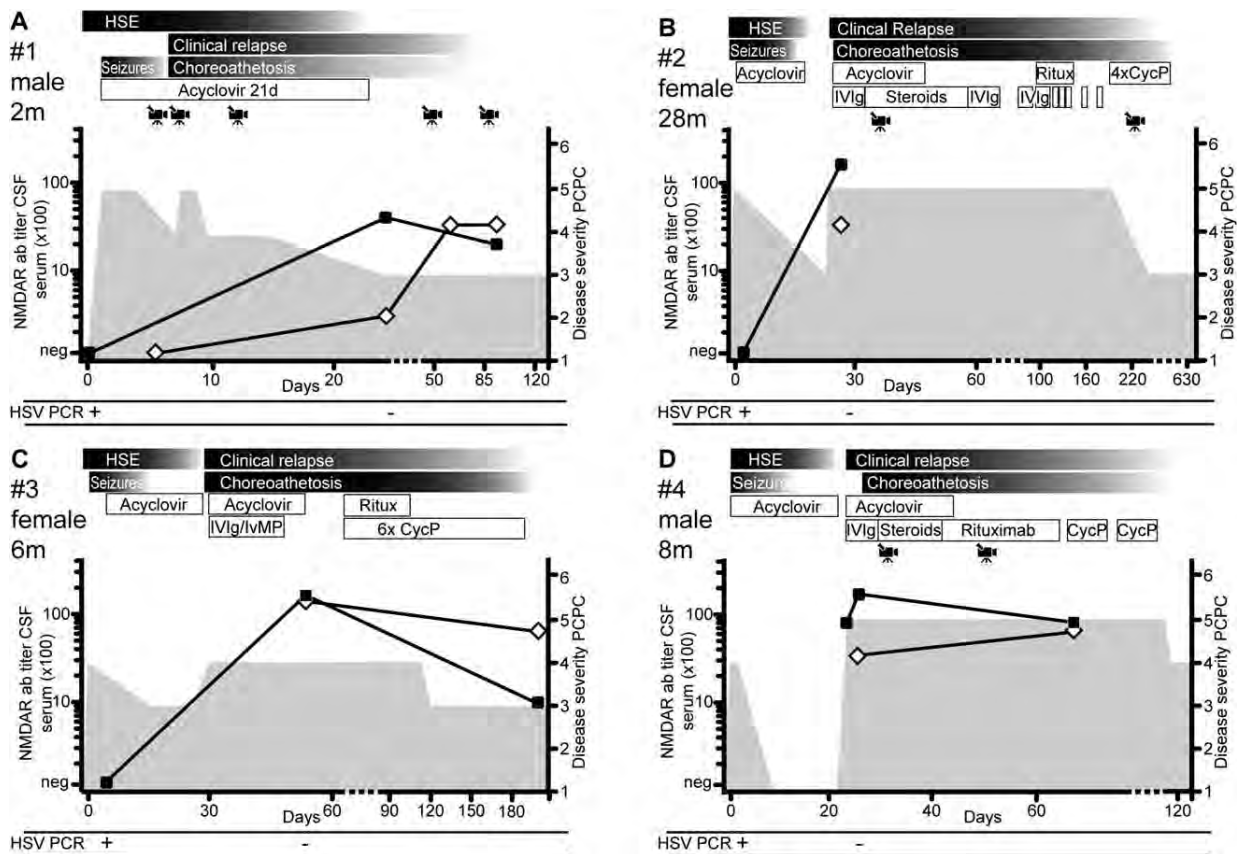 A
#1
male
2m
HSE
Clinical relapse
Seizures
Choreoathetosis
Acyclovir 21d
NMDAR ab titer CSF
serum (x100)
100
10
neg
Disease severity PCPC
6
5
4
3
2
1
0 10 20 50 85 120
Days
HSV PCR + -
B
#2
female
28m
HSE
Clincal Relapse
Seizures
Choreoathetosis
Acyclovir
Acyclovir
Ritux
4xCycP
IVIg
Steroids
IVIg
IVIg
NMDAR ab titer CSF
serum (x100)
100
10
neg
Disease severity PCPC
6
5
4
3
2
1
0 30 60 100 160 220 630
Days
HSV PCR + -
C
#3
female
6m
HSE
Clinical relapse
Seizures
Choreoathetosis
Acyclovir
Acyclovir
Ritux
IVIg/IvMP
6x CycP
NMDAR ab titer CSF
serum (x100)
100
10
neg
Disease severity PCPC
6
5
4
3
2
1
0 30 60 90 120 150 180
Days
HSV PCR + -
D
#4
male
8m
HSE
Clinical relapse
Seizures
Choreoathetosis
Acyclovir
Acyclovir
IVIg
Steroids
Rituximab
CycP
CycP
NMDAR ab titer CSF
serum (x100)
100
10
neg
Disease severity PCPC
6
5
4
3
2
1
0 20 40 60 120
Days
HSV PCR + -